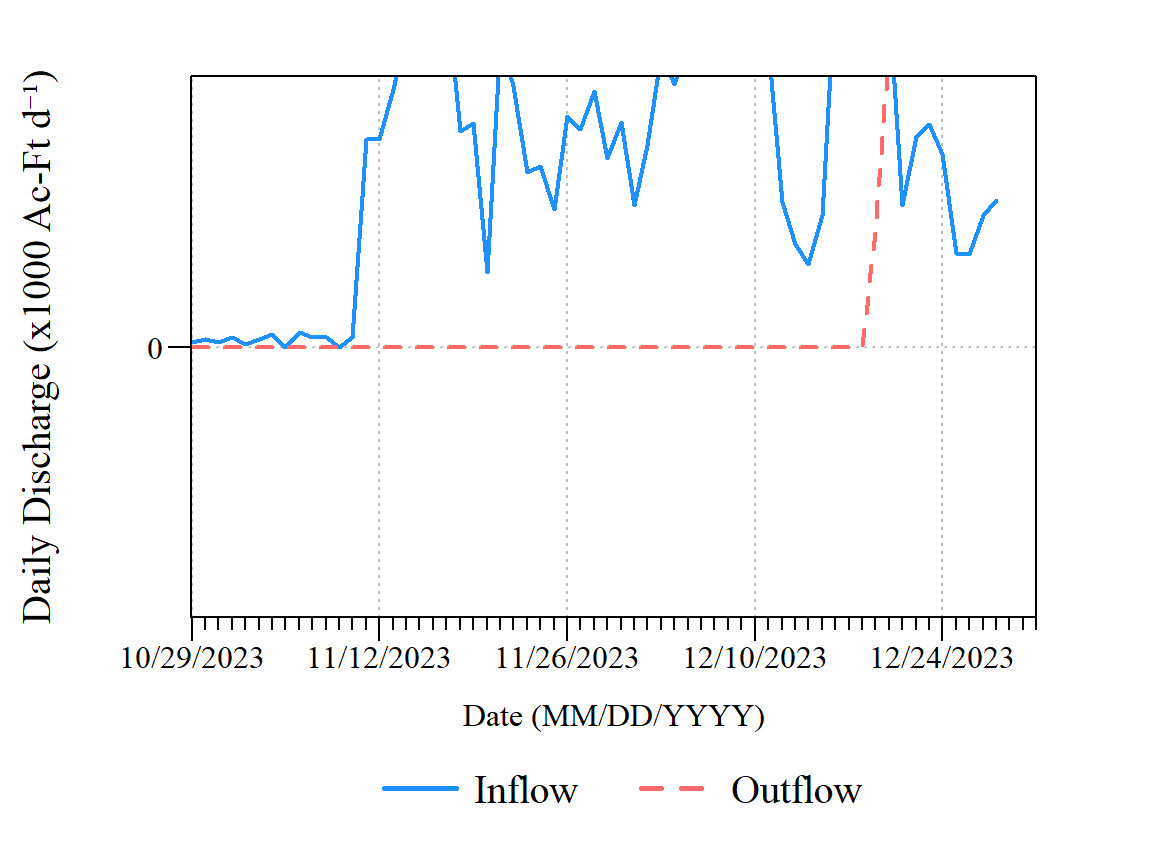 Daily Discharge (x1000 Ac-Ft d⁻¹)
0
10/29/2023 11/12/2023 11/26/2023 12/10/2023 12/24/2023
Date (MM/DD/YYYY)
Inflow Outflow